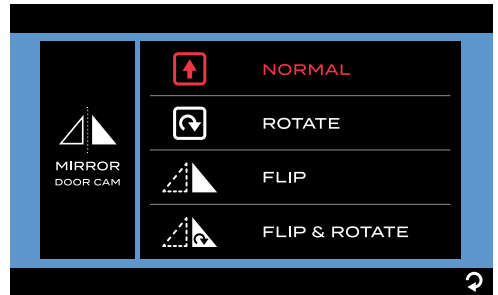 MIRROR
DOOR CAM
NORMAL
ROTATE
FLIP
FLIP & ROTATE